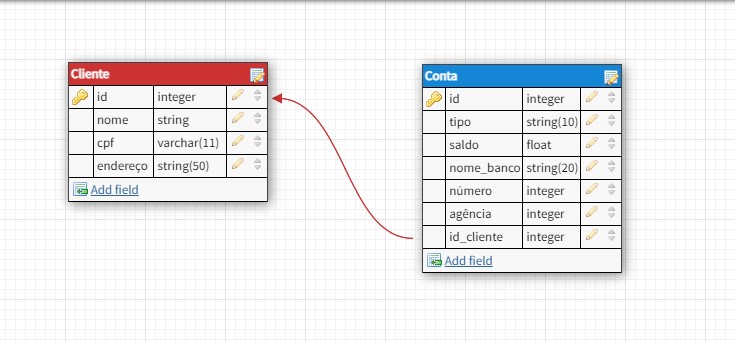 Cliente
id integer
nome string
cpf varchar(11)
endereço string(50)
Add field
Conta
id integer
tipo string(10)
saldo float
nome_banco string(20)
número integer
agência integer
id_cliente integer
Add field